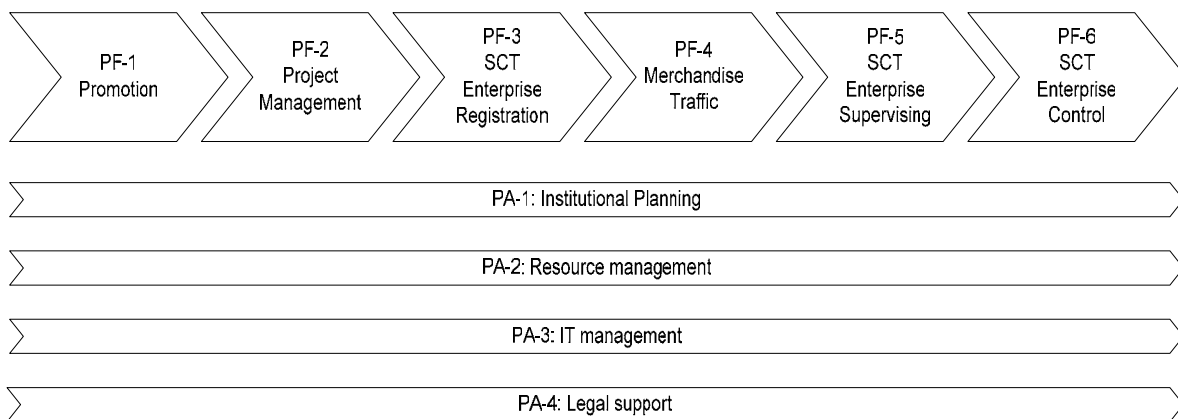 PF-1
Promotion
PF-2
Project
Management
PF-3
SCT
Enterprise
Registration
PF-4
Merchandise
Traffic
PF-5
SCT
Enterprise
Supervising
PF-6
SCT
Enterprise
Control
PA-1: Institutional Planning
PA-2: Resource management
PA-3: IT management
PA-4: Legal support